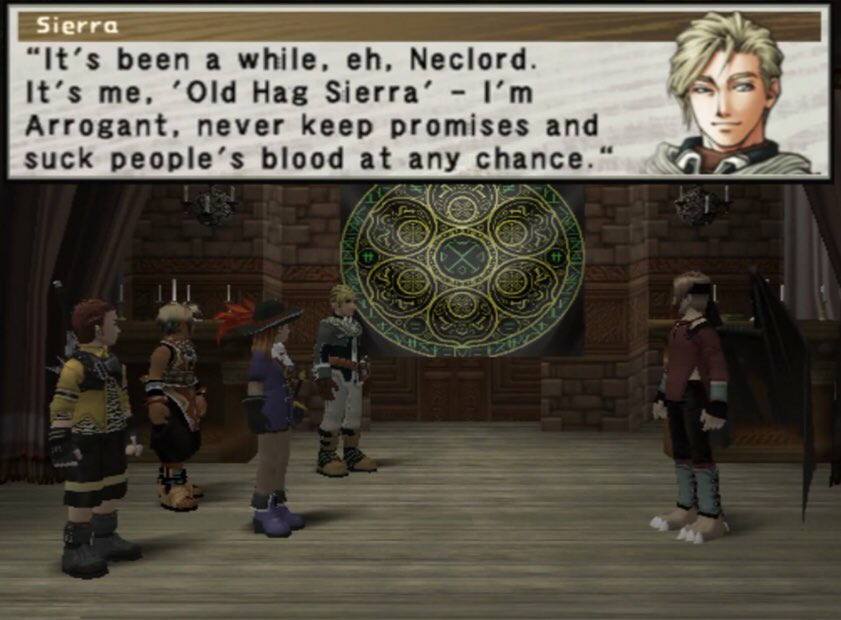 Sierra
“It's been a while, eh, Neclord.
It's me, 'Old Hag Sierra' - I'm
Arrogant, never keep promises and
suck people's blood at any chance.“